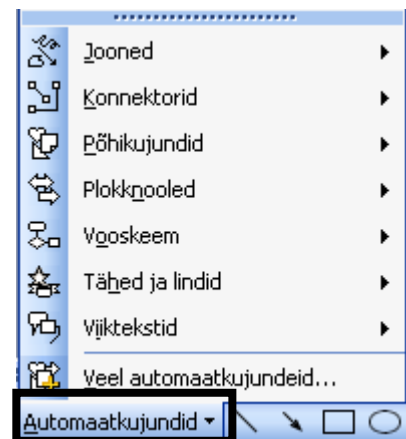 Jooned
Konnektorid
Põhikujundid
Plokknooled
Vooskeem
Tähed ja lindid
Viiktekstid
Veel automaatkujundeid...
Automaatkujundid